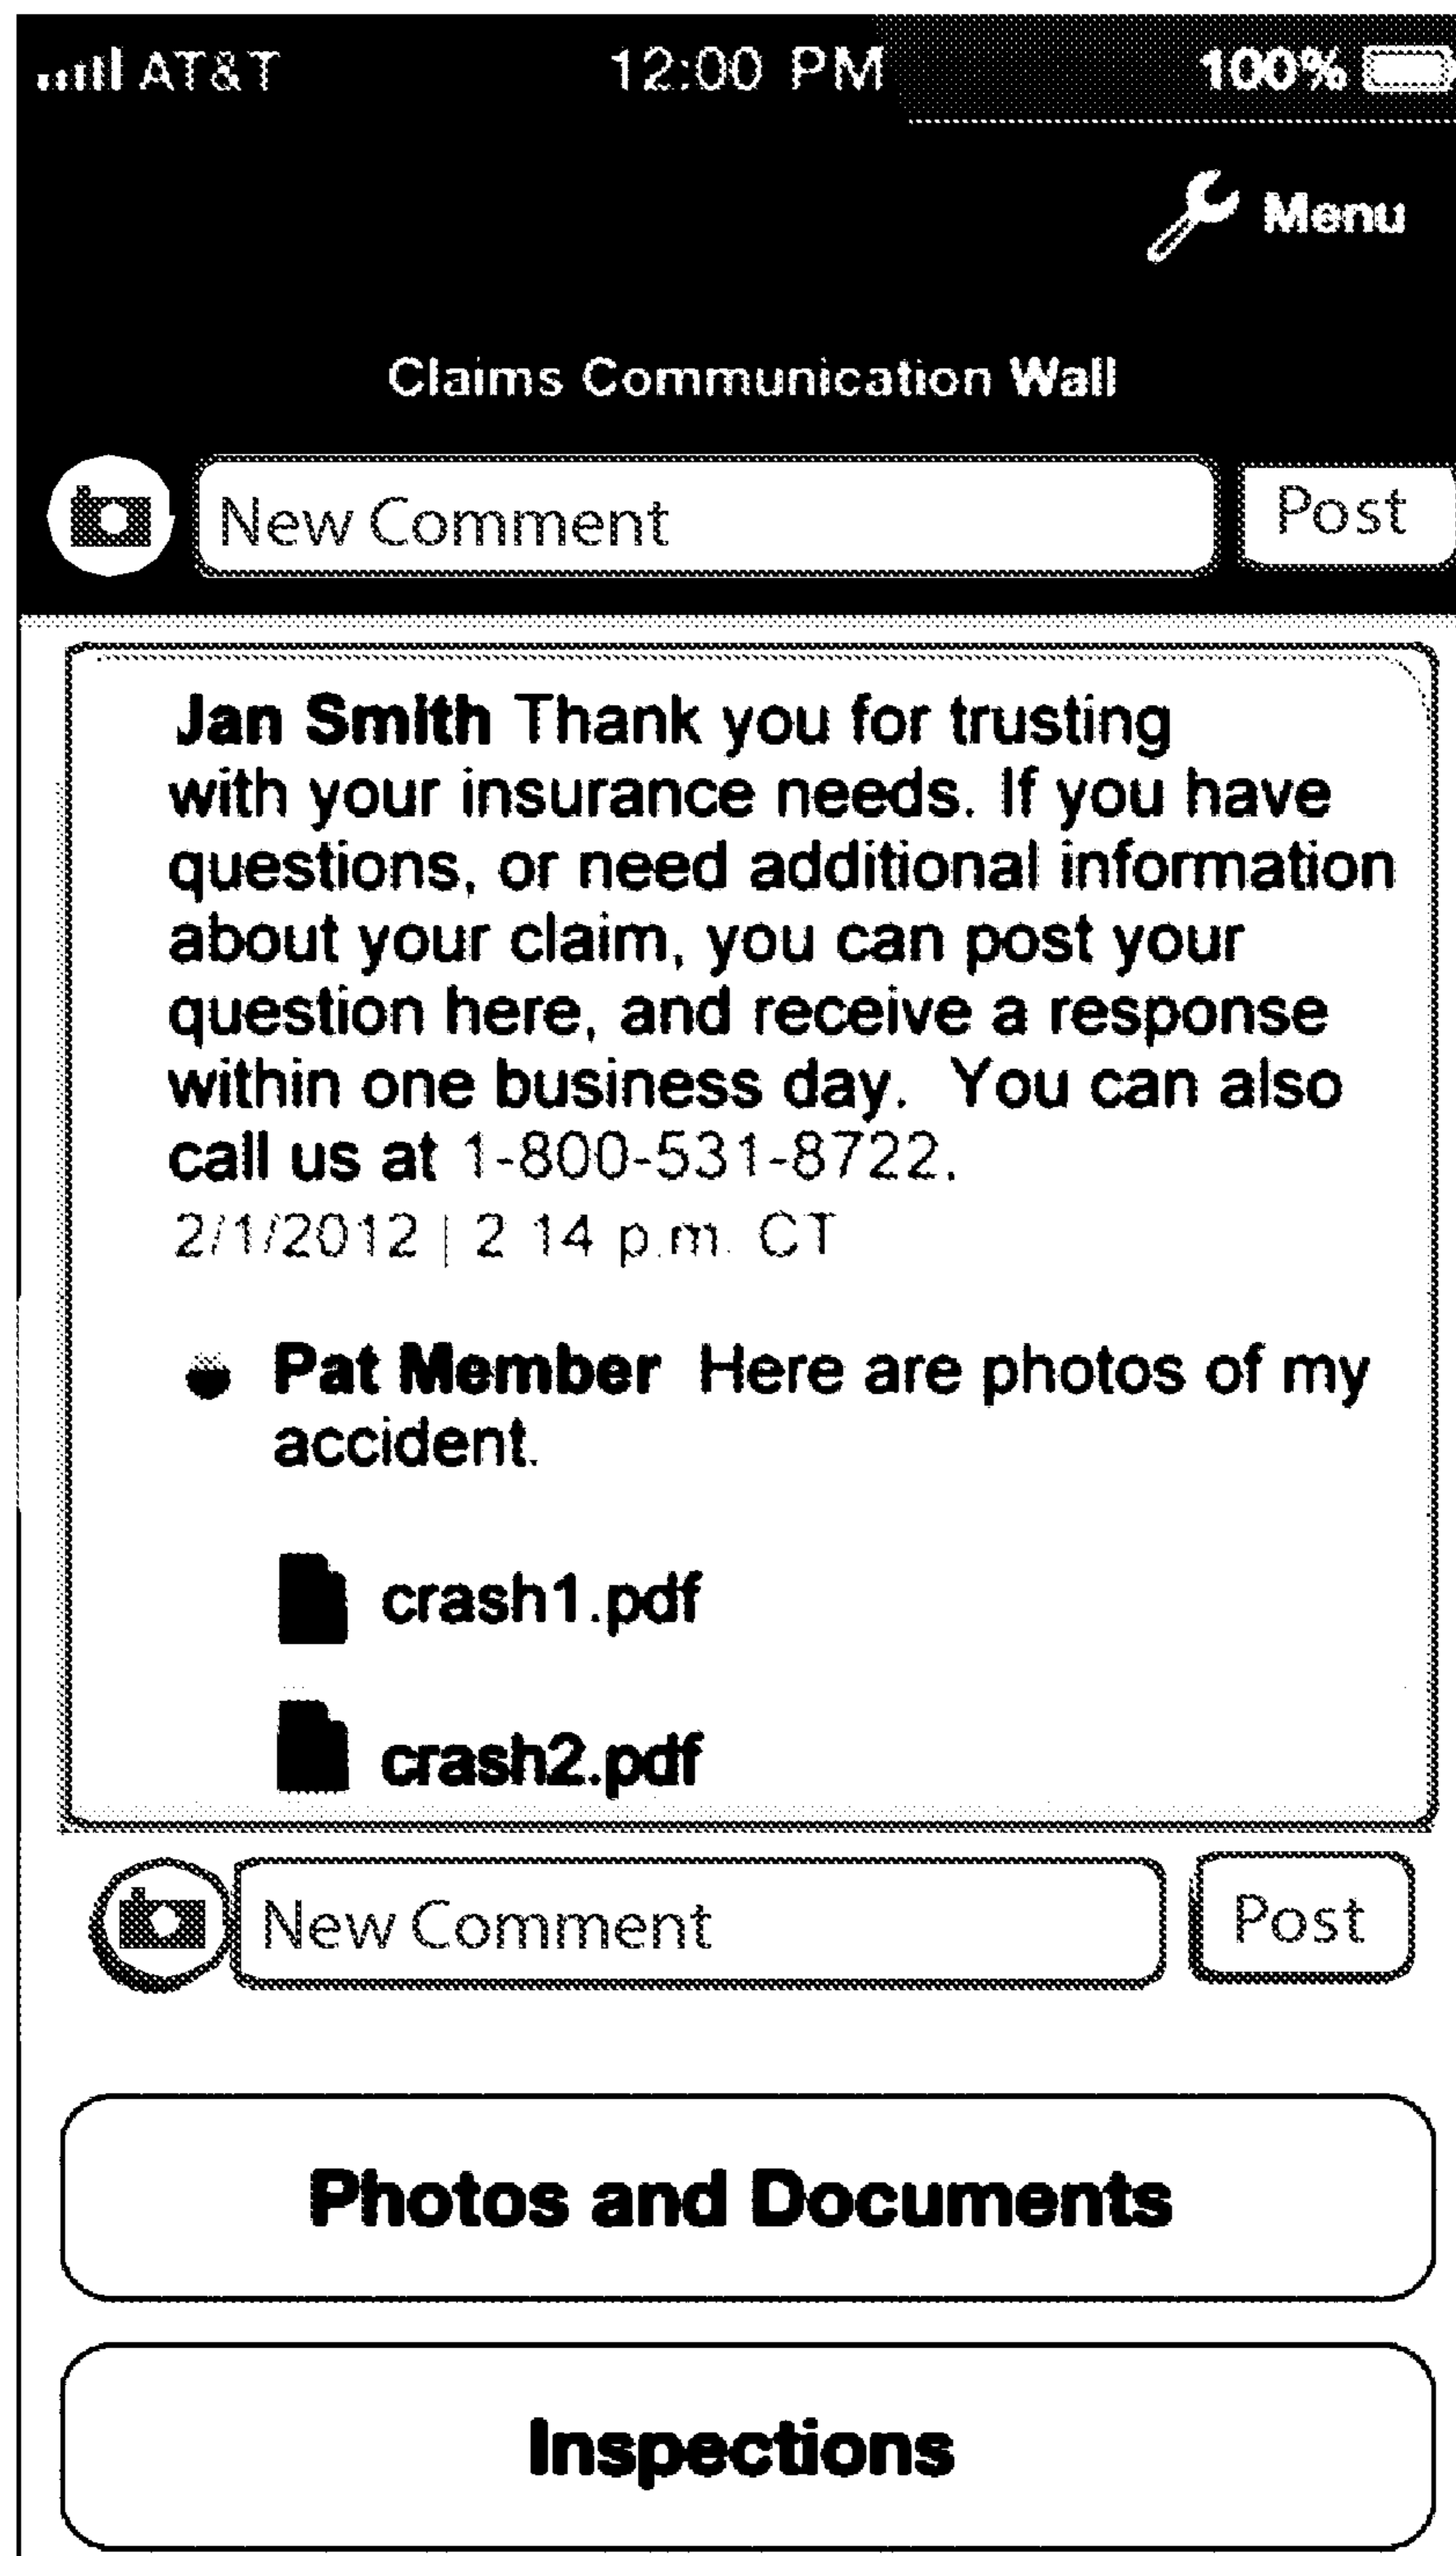 AT&T 12:00 PM 100%
Menu
Claims Communication Wall
New Comment Post
Jan Smith Thank you for trusting
with your insurance needs. If you have
questions, or need additional information
about your claim, you can post your
question here, and receive a response
within one business day. You can also
call us at 1-800-531-8722.
2/1/2012 | 2 14 p.m. CT
Pat Member Here are photos of my
accident.
crash1.pdf
crash2.pdf
New Comment Post
Photos and Documents
Inspections